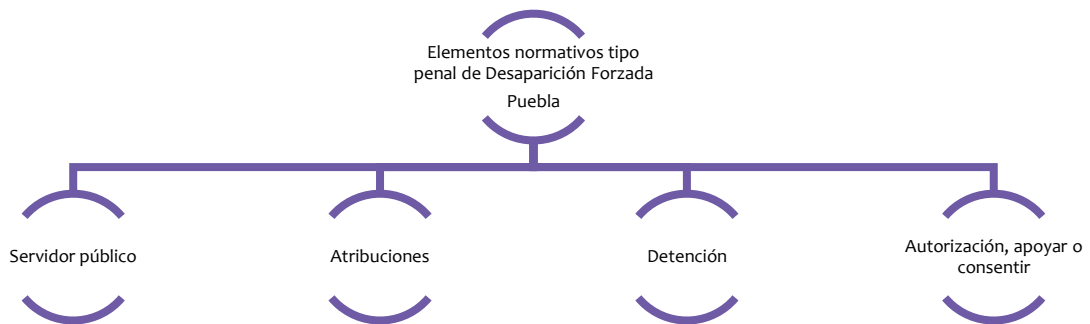 Elementos normativos tipo
penal de Desaparición Forzada
Puebla
Servidor público
Atribuciones
Detención
Autorización, apoyar o
consentir